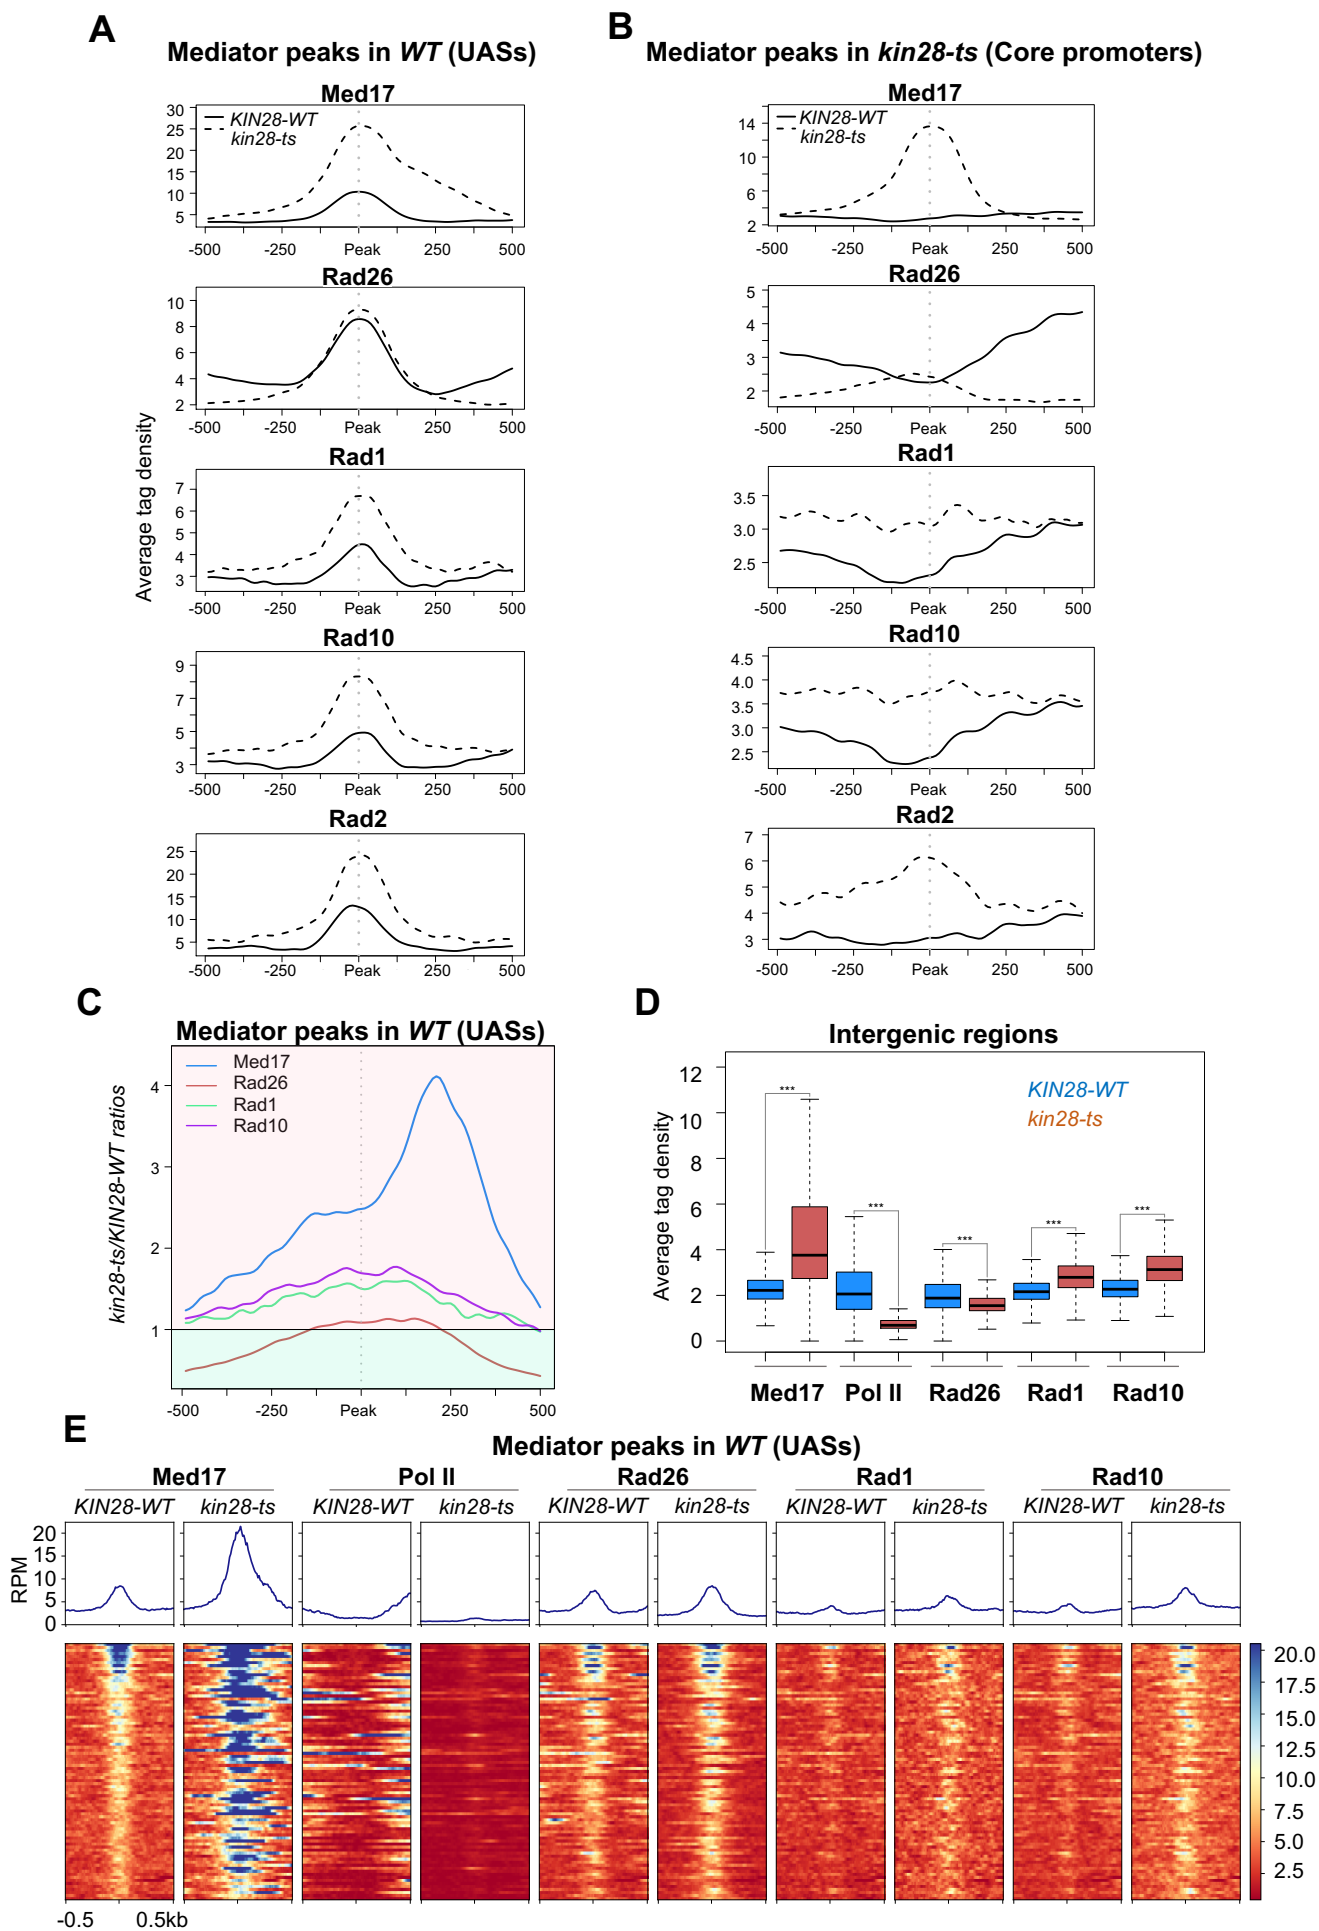 A
Mediator peaks in WT (UASs)
Med17
KIN28-WT
kin28-ts
30
25
20
15
10
5
-500 -250 Peak 250 500
Rad26
10
8
6
4
2
-500 -250 Peak 250 500
Rad1
7
6
5
4
3
-500 -250 Peak 250 500
Rad10
9
7
5
3
-500 -250 Peak 250 500
Rad2
25
20
15
10
5
-500 -250 Peak 250 500
Average tag density
B
Mediator peaks in kin28-ts (Core promoters)
Med17
KIN28-WT
kin28-ts
14
10
6
2
-500 -250 Peak 250 500
Rad26
5
4
3
2
-500 -250 Peak 250 500
Rad1
3.5
3.0
2.5
-500 -250 Peak 250 500
Rad10
4.5
4.0
3.5
3.0
2.5
-500 -250 Peak 250 500
Rad2
7
6
5
4
3
-500 -250 Peak 250 500
C
Mediator peaks in WT (UASs)
Med17
Rad26
Rad1
Rad10
kin28-ts/KIN28-WT ratios
4
3
2
1
-500 -250 Peak 250 500
D
Intergenic regions
KIN28-WT
kin28-ts
Average tag density
12
10
8
6
4
2
0
*** *** *** *** ***
Med17 Pol II Rad26 Rad1 Rad10
E
Mediator peaks in WT (UASs)
Med17 Pol II Rad26 Rad1 Rad10
KIN28-WT kin28-ts KIN28-WT kin28-ts KIN28-WT kin28-ts KIN28-WT kin28-ts KIN28-WT kin28-ts
RPM
20
15
10
5
0
20.0
17.5
15.0
12.5
10.0
7.5
5.0
2.5
-0.5 0.5kb